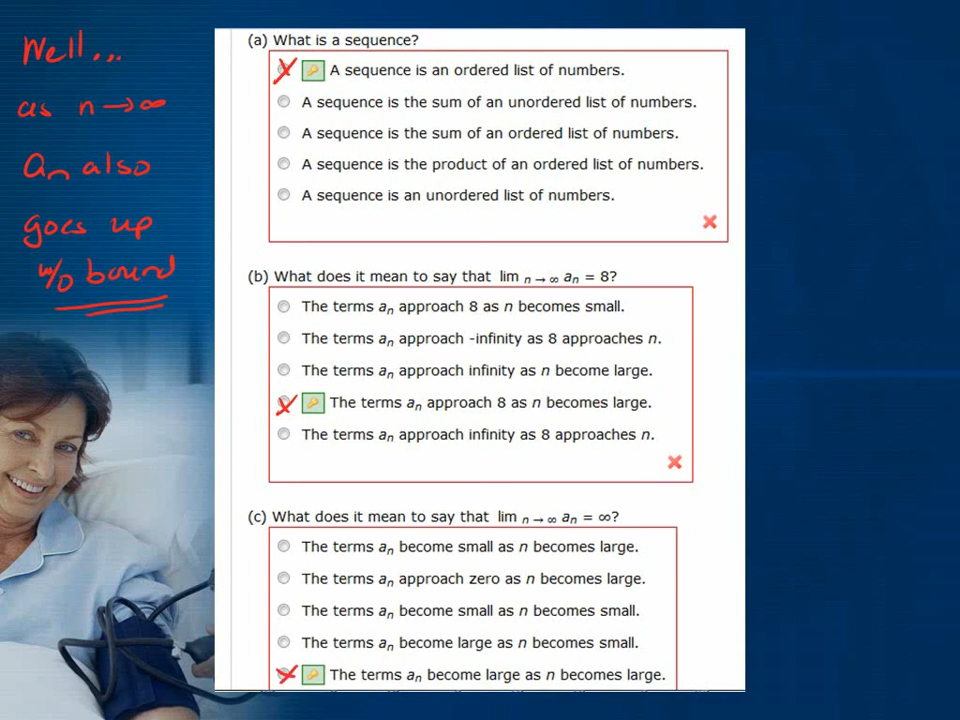 Well...
as n → ∞
an also
goes up
w/o bound
(a) What is a sequence?
A sequence is an ordered list of numbers.
A sequence is the sum of an unordered list of numbers.
A sequence is the sum of an ordered list of numbers.
A sequence is the product of an ordered list of numbers.
A sequence is an unordered list of numbers.
(b) What does it mean to say that lim n → ∞ an = 8?
The terms an approach 8 as n becomes small.
The terms an approach -infinity as 8 approaches n.
The terms an approach infinity as n become large.
The terms an approach 8 as n becomes large.
The terms an approach infinity as 8 approaches n.
(c) What does it mean to say that lim n → ∞ an = ∞?
The terms an become small as n becomes large.
The terms an approach zero as n becomes large.
The terms an become small as n becomes small.
The terms an become large as n becomes small.
The terms an become large as n becomes large.